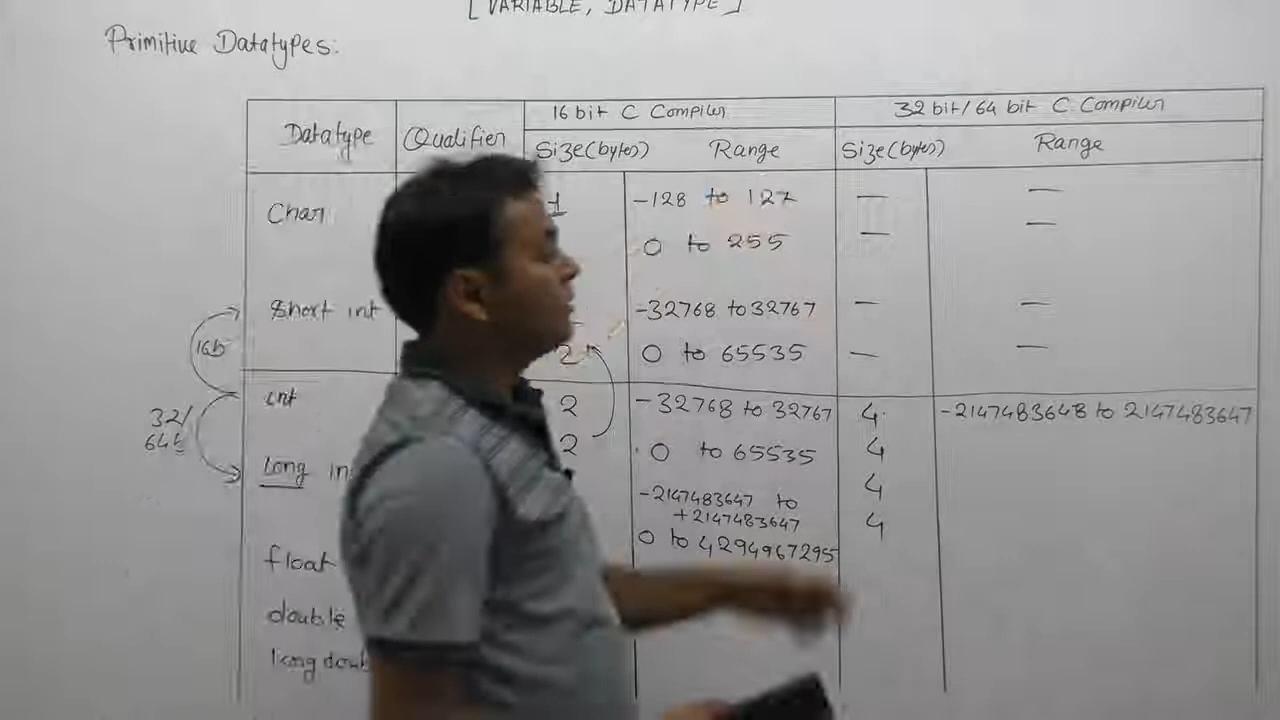 [VARIABLE, DATATYPE]
Primitive Datatypes:
16 bit C Compiler 32 bit/64 bit C Compiler
Datatype Qualifier Size(bytes) Range Size(bytes) Range
Char 1 -128 to 127 — —
0 to 255 — —
Short int -32768 to 32767 — —
16b 2 0 to 65535 — —
int 2 -32768 to 32767 4 -2147483648 to 2147483647
32/
64b 2 0 to 65535 4
Long -2147483647 to 4
+2147483647 4
0 to 4294967295
float
double
long